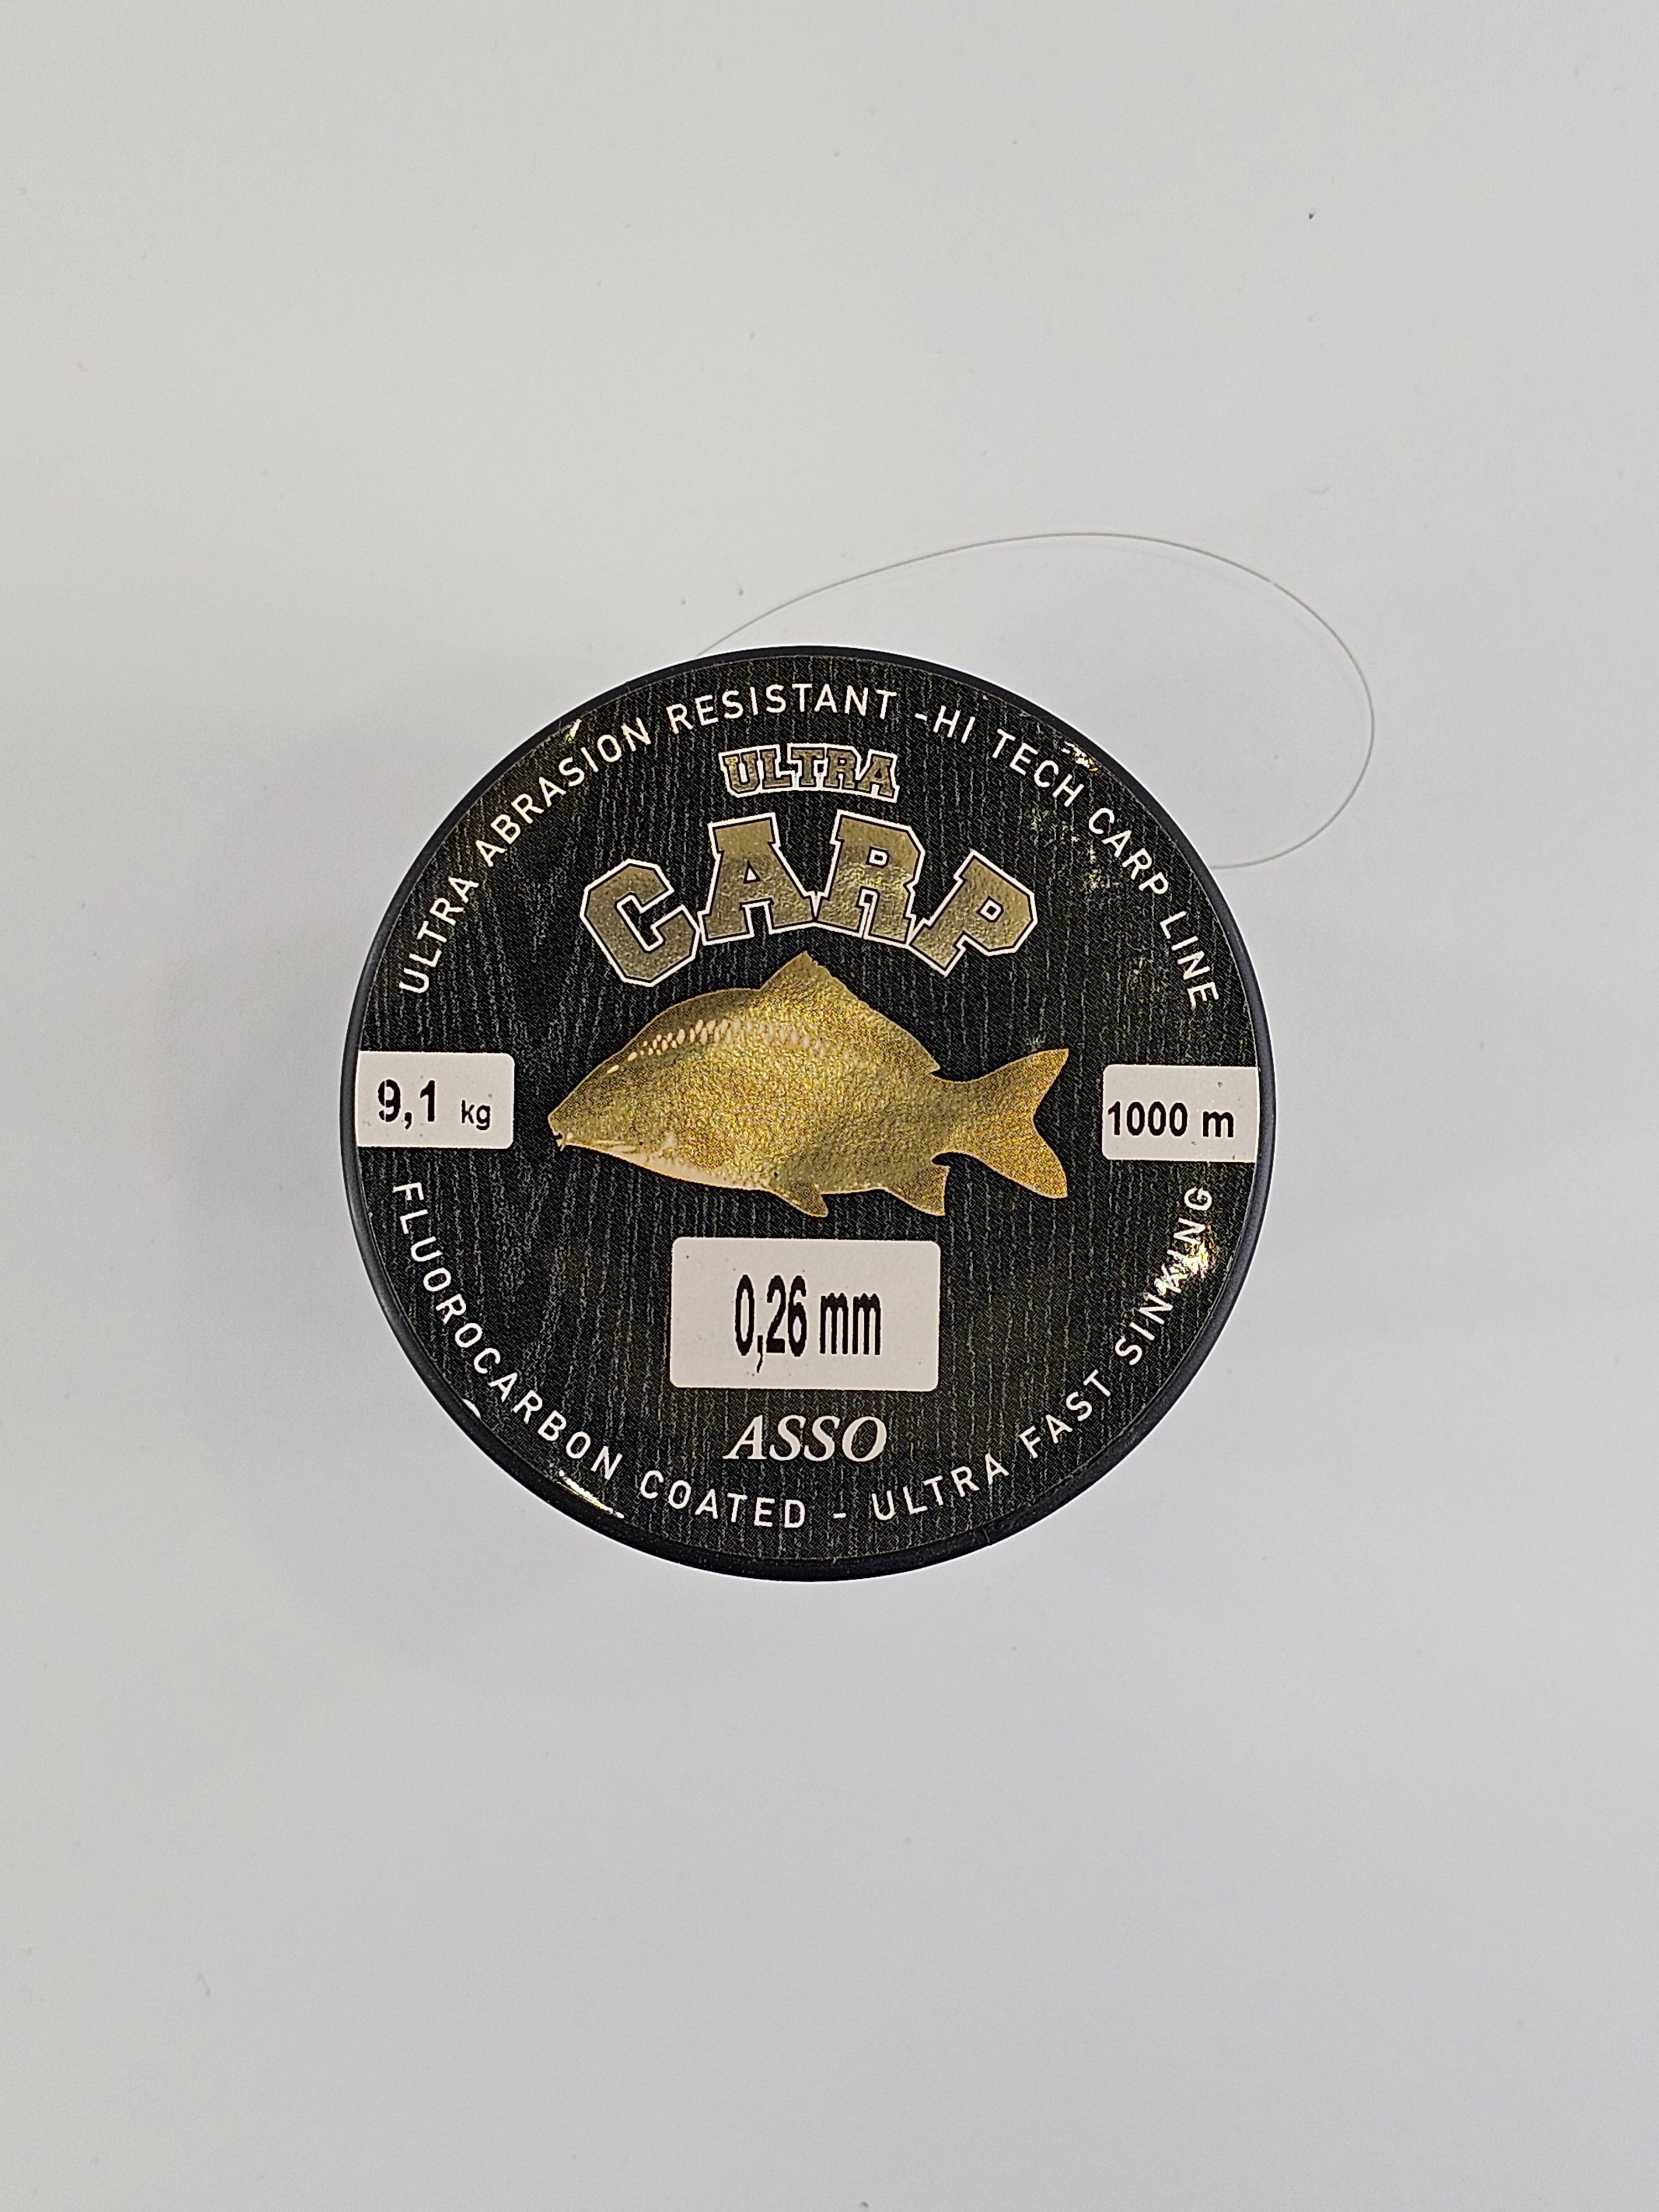 ULTRA ABRASION RESISTANT -HI TECH CARP LINE
ULTRA
CARP
9,1 kg
1000 m
0,26 mm
ASSO
FLUOROCARBON COATED - ULTRA FAST SINKING